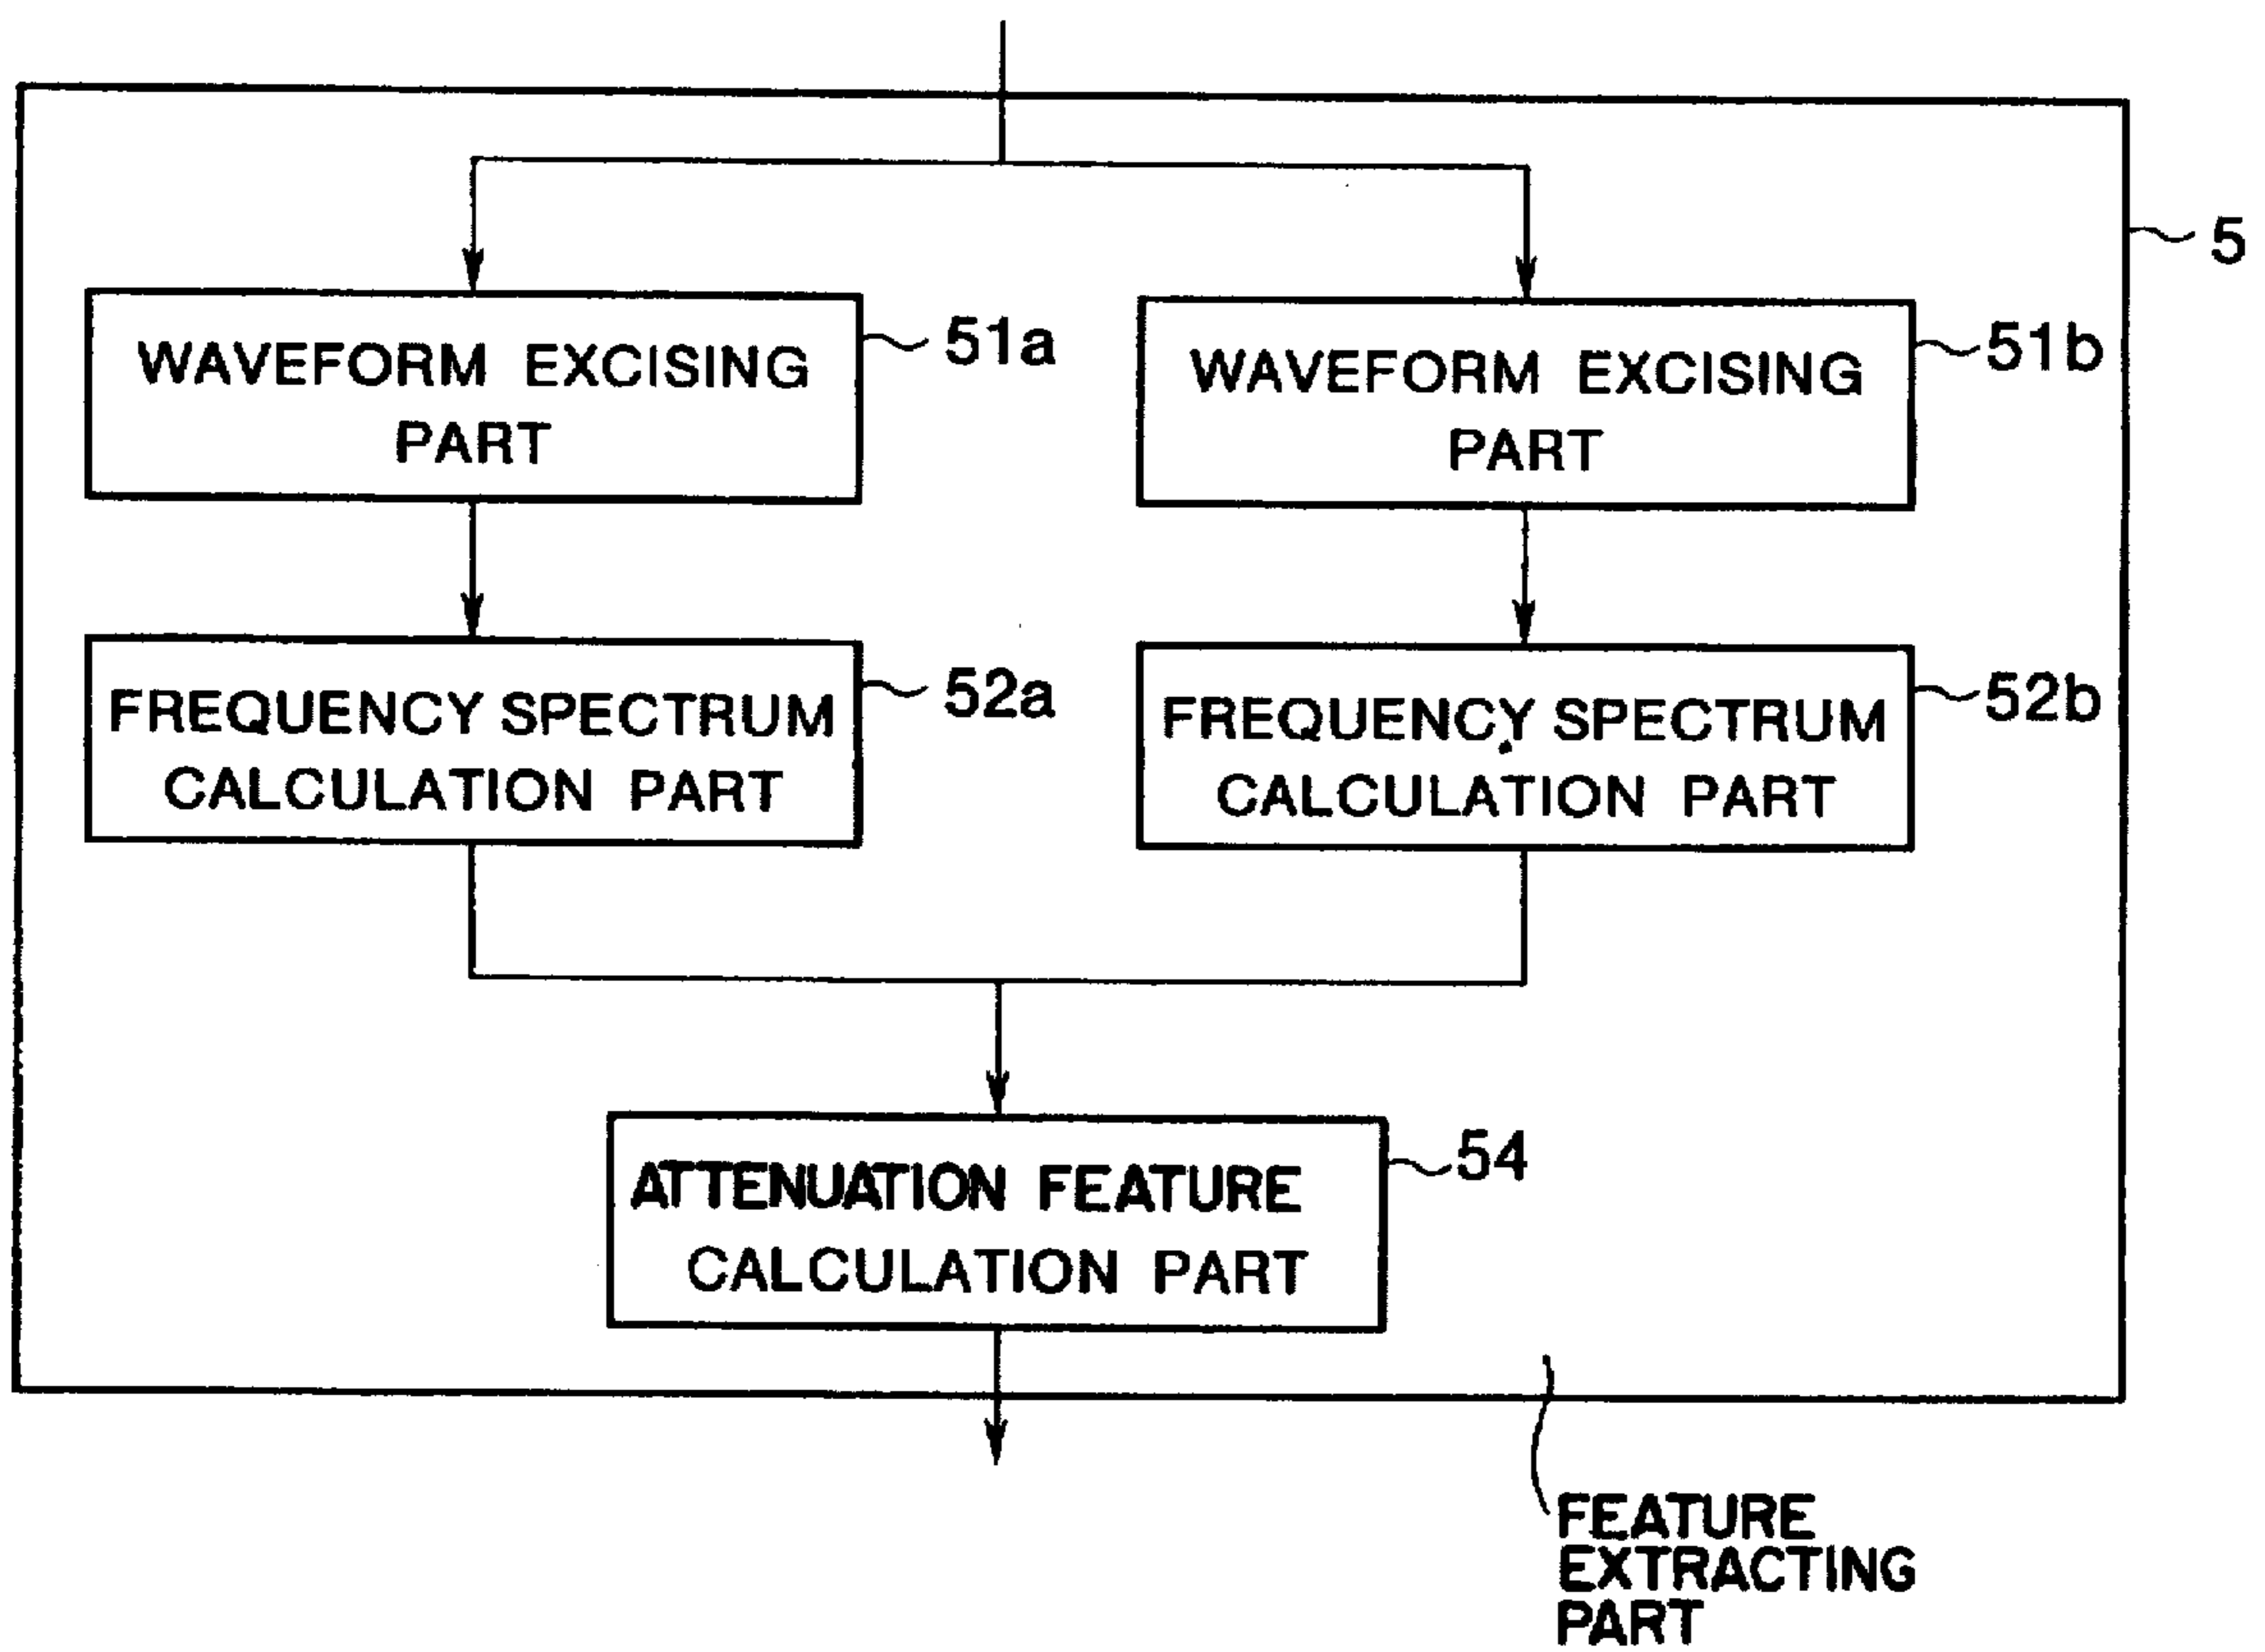 5
WAVEFORM EXCISING
PART
51a
WAVEFORM EXCISING
PART
51b
FREQUENCY SPECTRUM
CALCULATION PART
52a
FREQUENCY SPECTRUM
CALCULATION PART
52b
ATTENUATION FEATURE
CALCULATION PART
54
FEATURE
EXTRACTING
PART